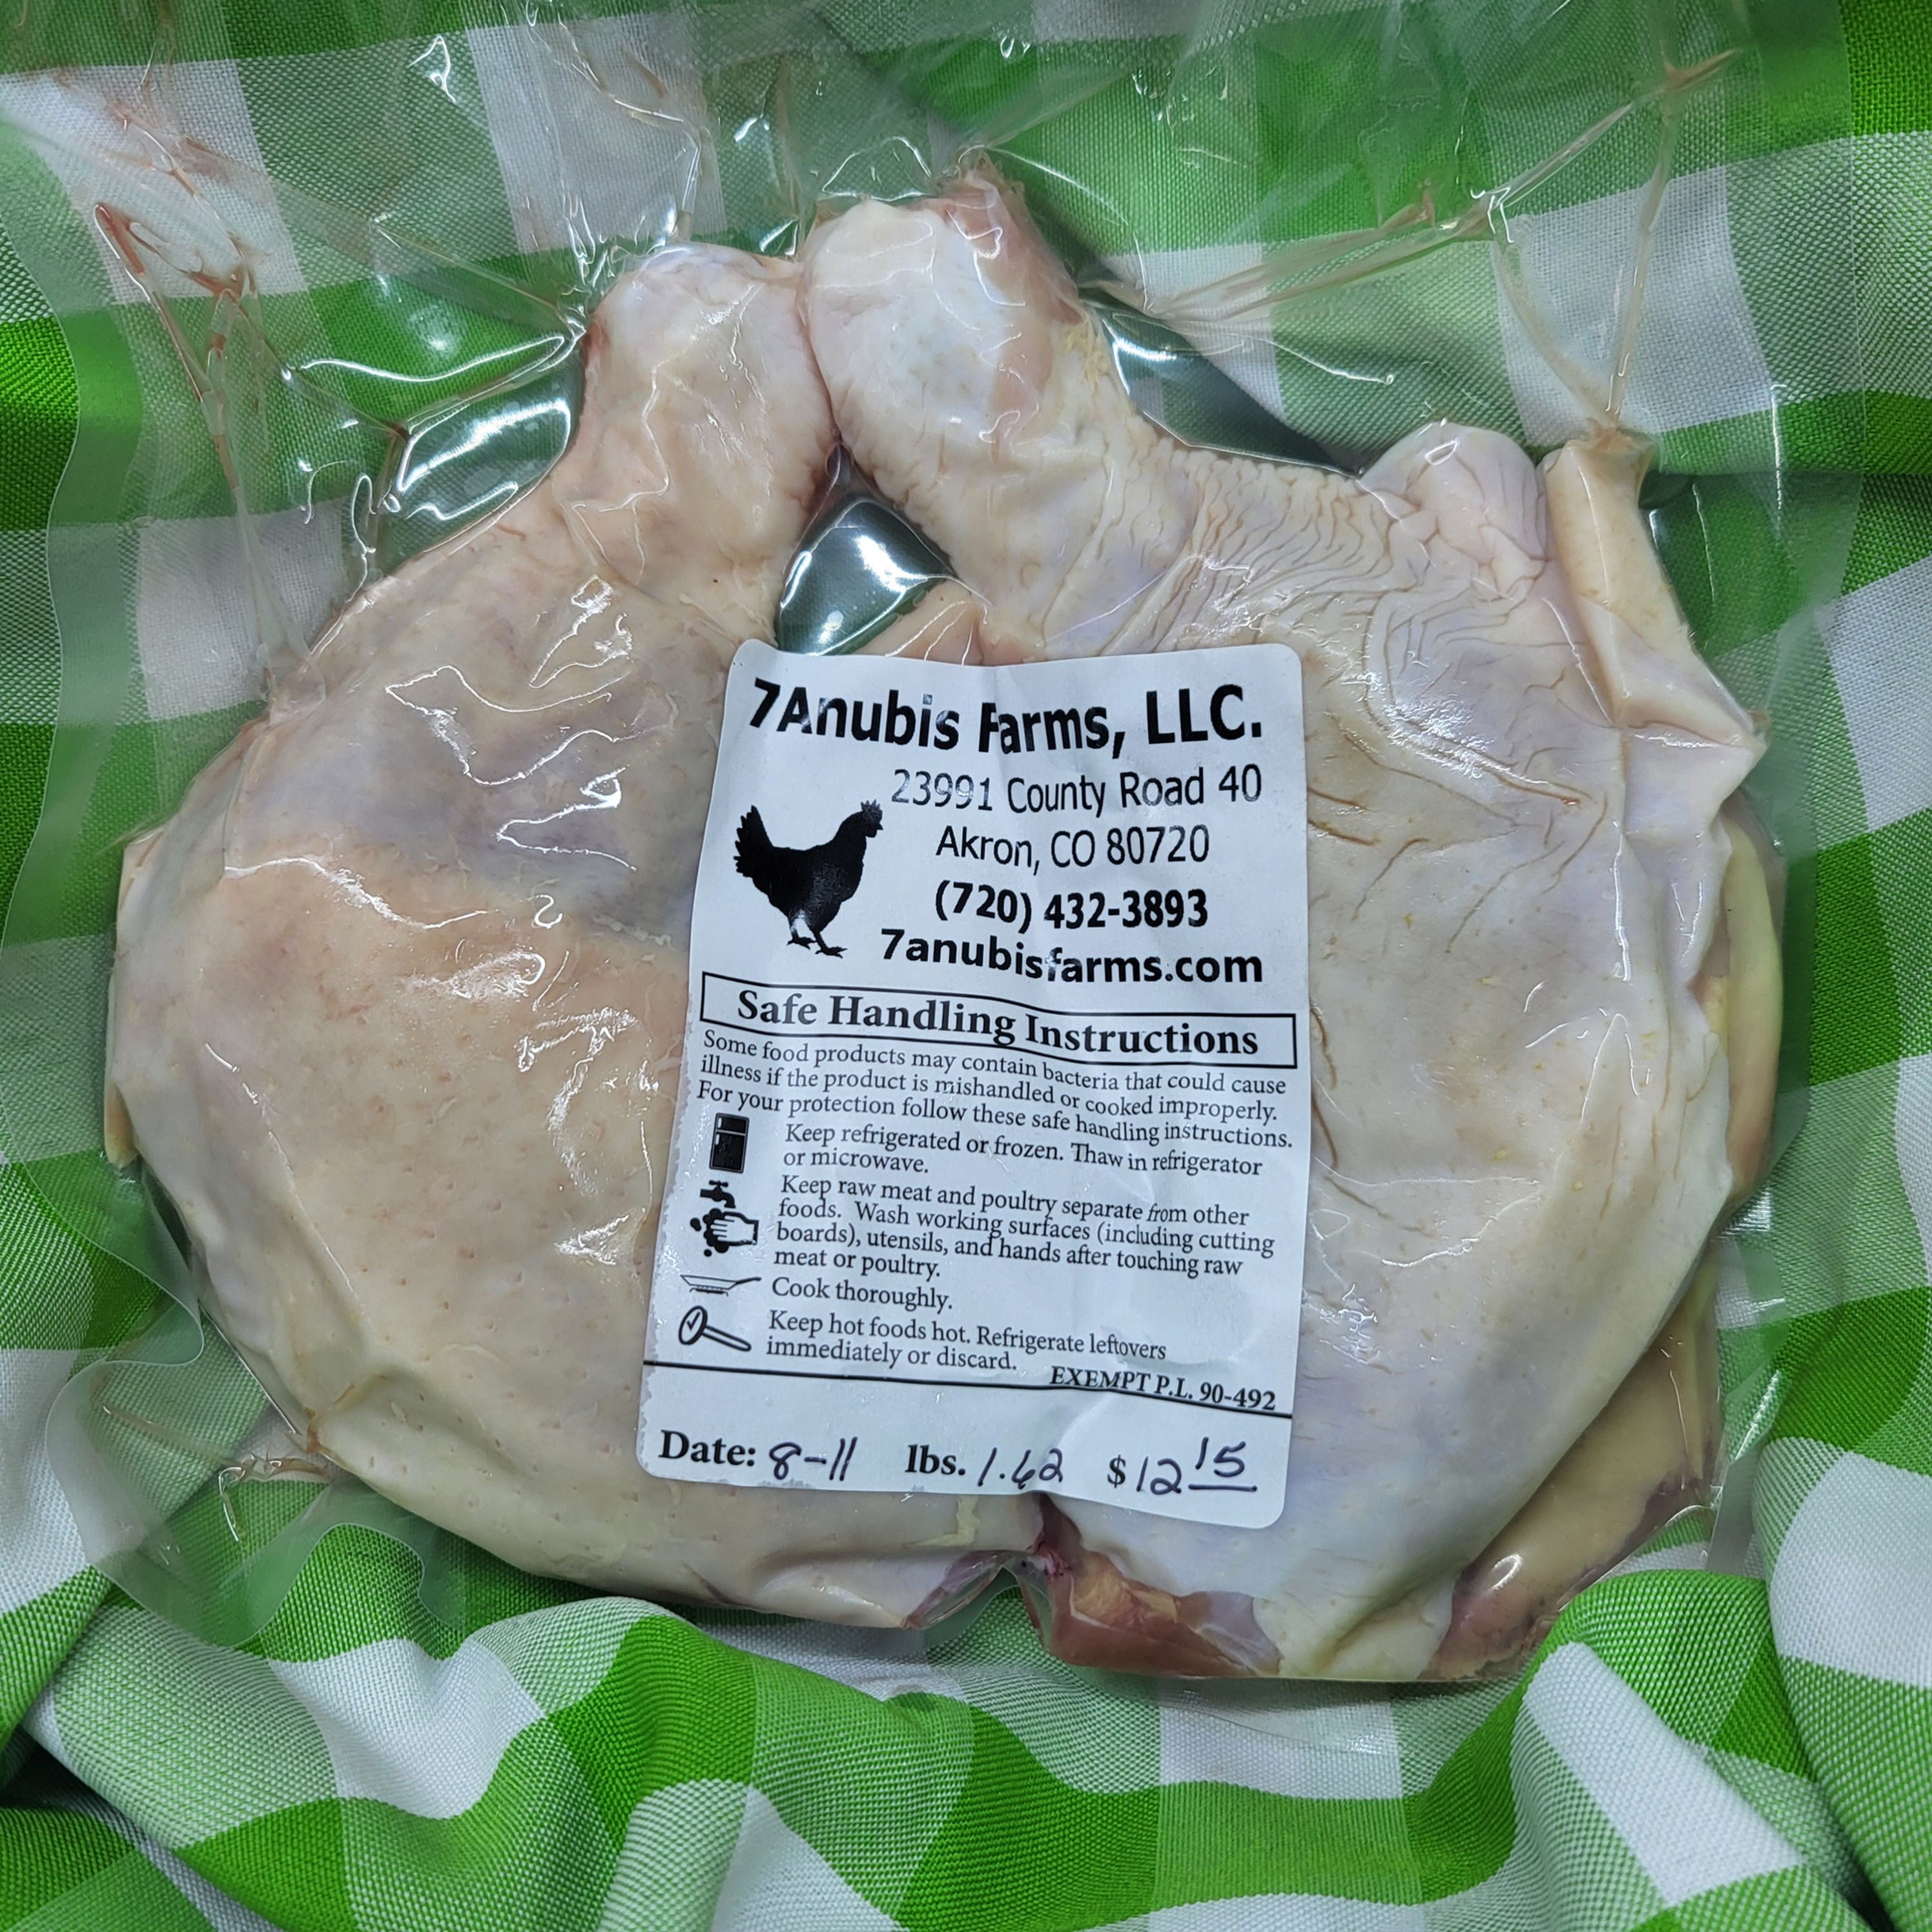 7Anubis Farms, LLC.
23991 County Road 40
Akron, CO 80720
(720) 432-3893
7anubisfarms.com
Safe Handling Instructions
Some food products may contain bacteria that could cause
illness if the product is mishandled or cooked improperly.
For your protection follow these safe handling instructions.
Keep refrigerated or frozen. Thaw in refrigerator
or microwave.
Keep raw meat and poultry separate from other
foods. Wash working surfaces (including cutting
boards), utensils, and hands after touching raw
meat or poultry.
Cook thoroughly.
Keep hot foods hot. Refrigerate leftovers
immediately or discard.
EXEMPT P.L. 90-492
Date: 8-11 lbs. 1.62 $12 15